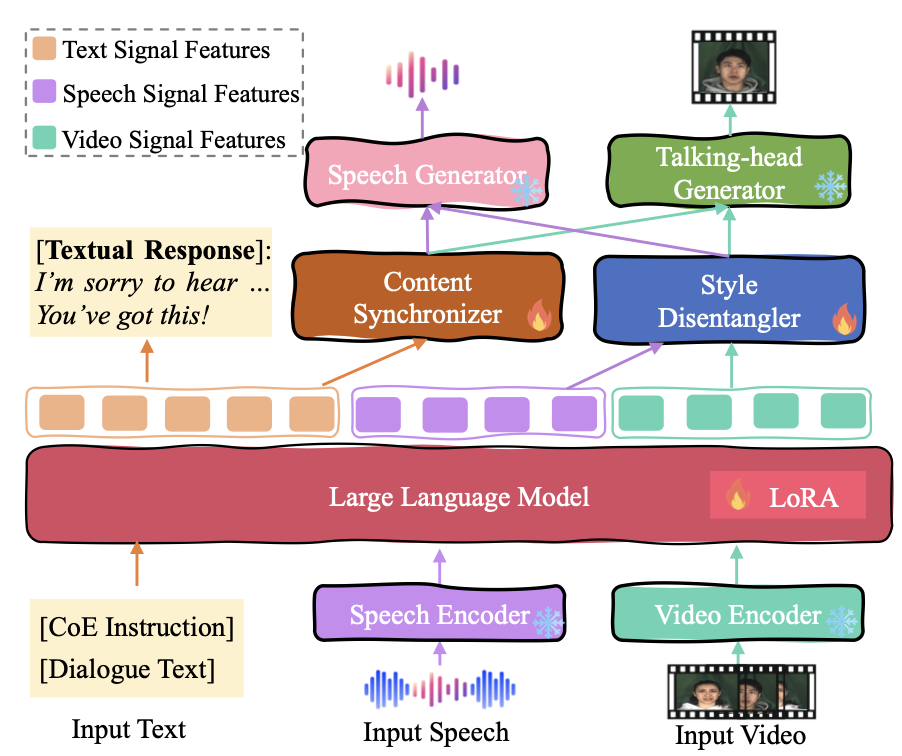 Text Signal Features
Speech Signal Features
Video Signal Features
Speech Generator
Talking-head
Generator
[Textual Response]:
I'm sorry to hear ...
You've got this!
Content
Synchronizer
Style
Disentangler
Large Language Model
LoRA
[CoE Instruction]
[Dialogue Text]
Speech Encoder
Video Encoder
Input Text
Input Speech
Input Video